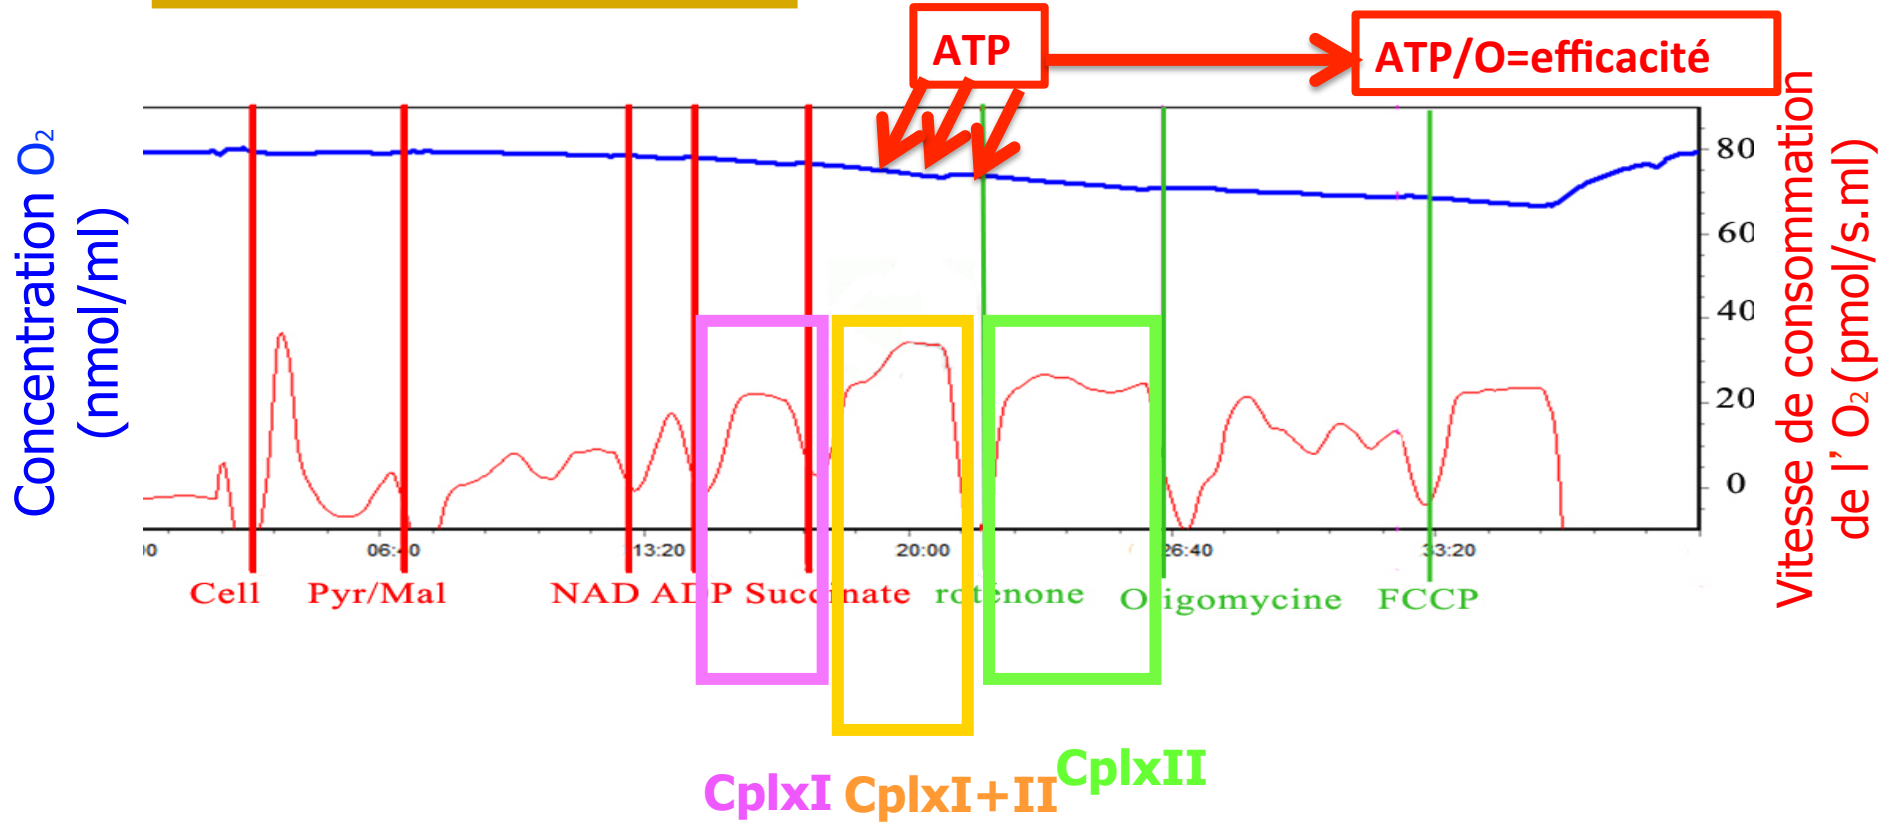 ATP
ATP/O=efficacité
Concentration O₂
(nmol/ml)
80
60
40
20
0
Vitesse de consommation
de l’ O₂ (pmol/s.ml)
06:40
13:20
20:00
26:40
33:20
Cell
Pyr/Mal
NAD
ADP
Succinate
roténone
Oligomycine
FCCP
CplxI
CplxI+II
CplxII